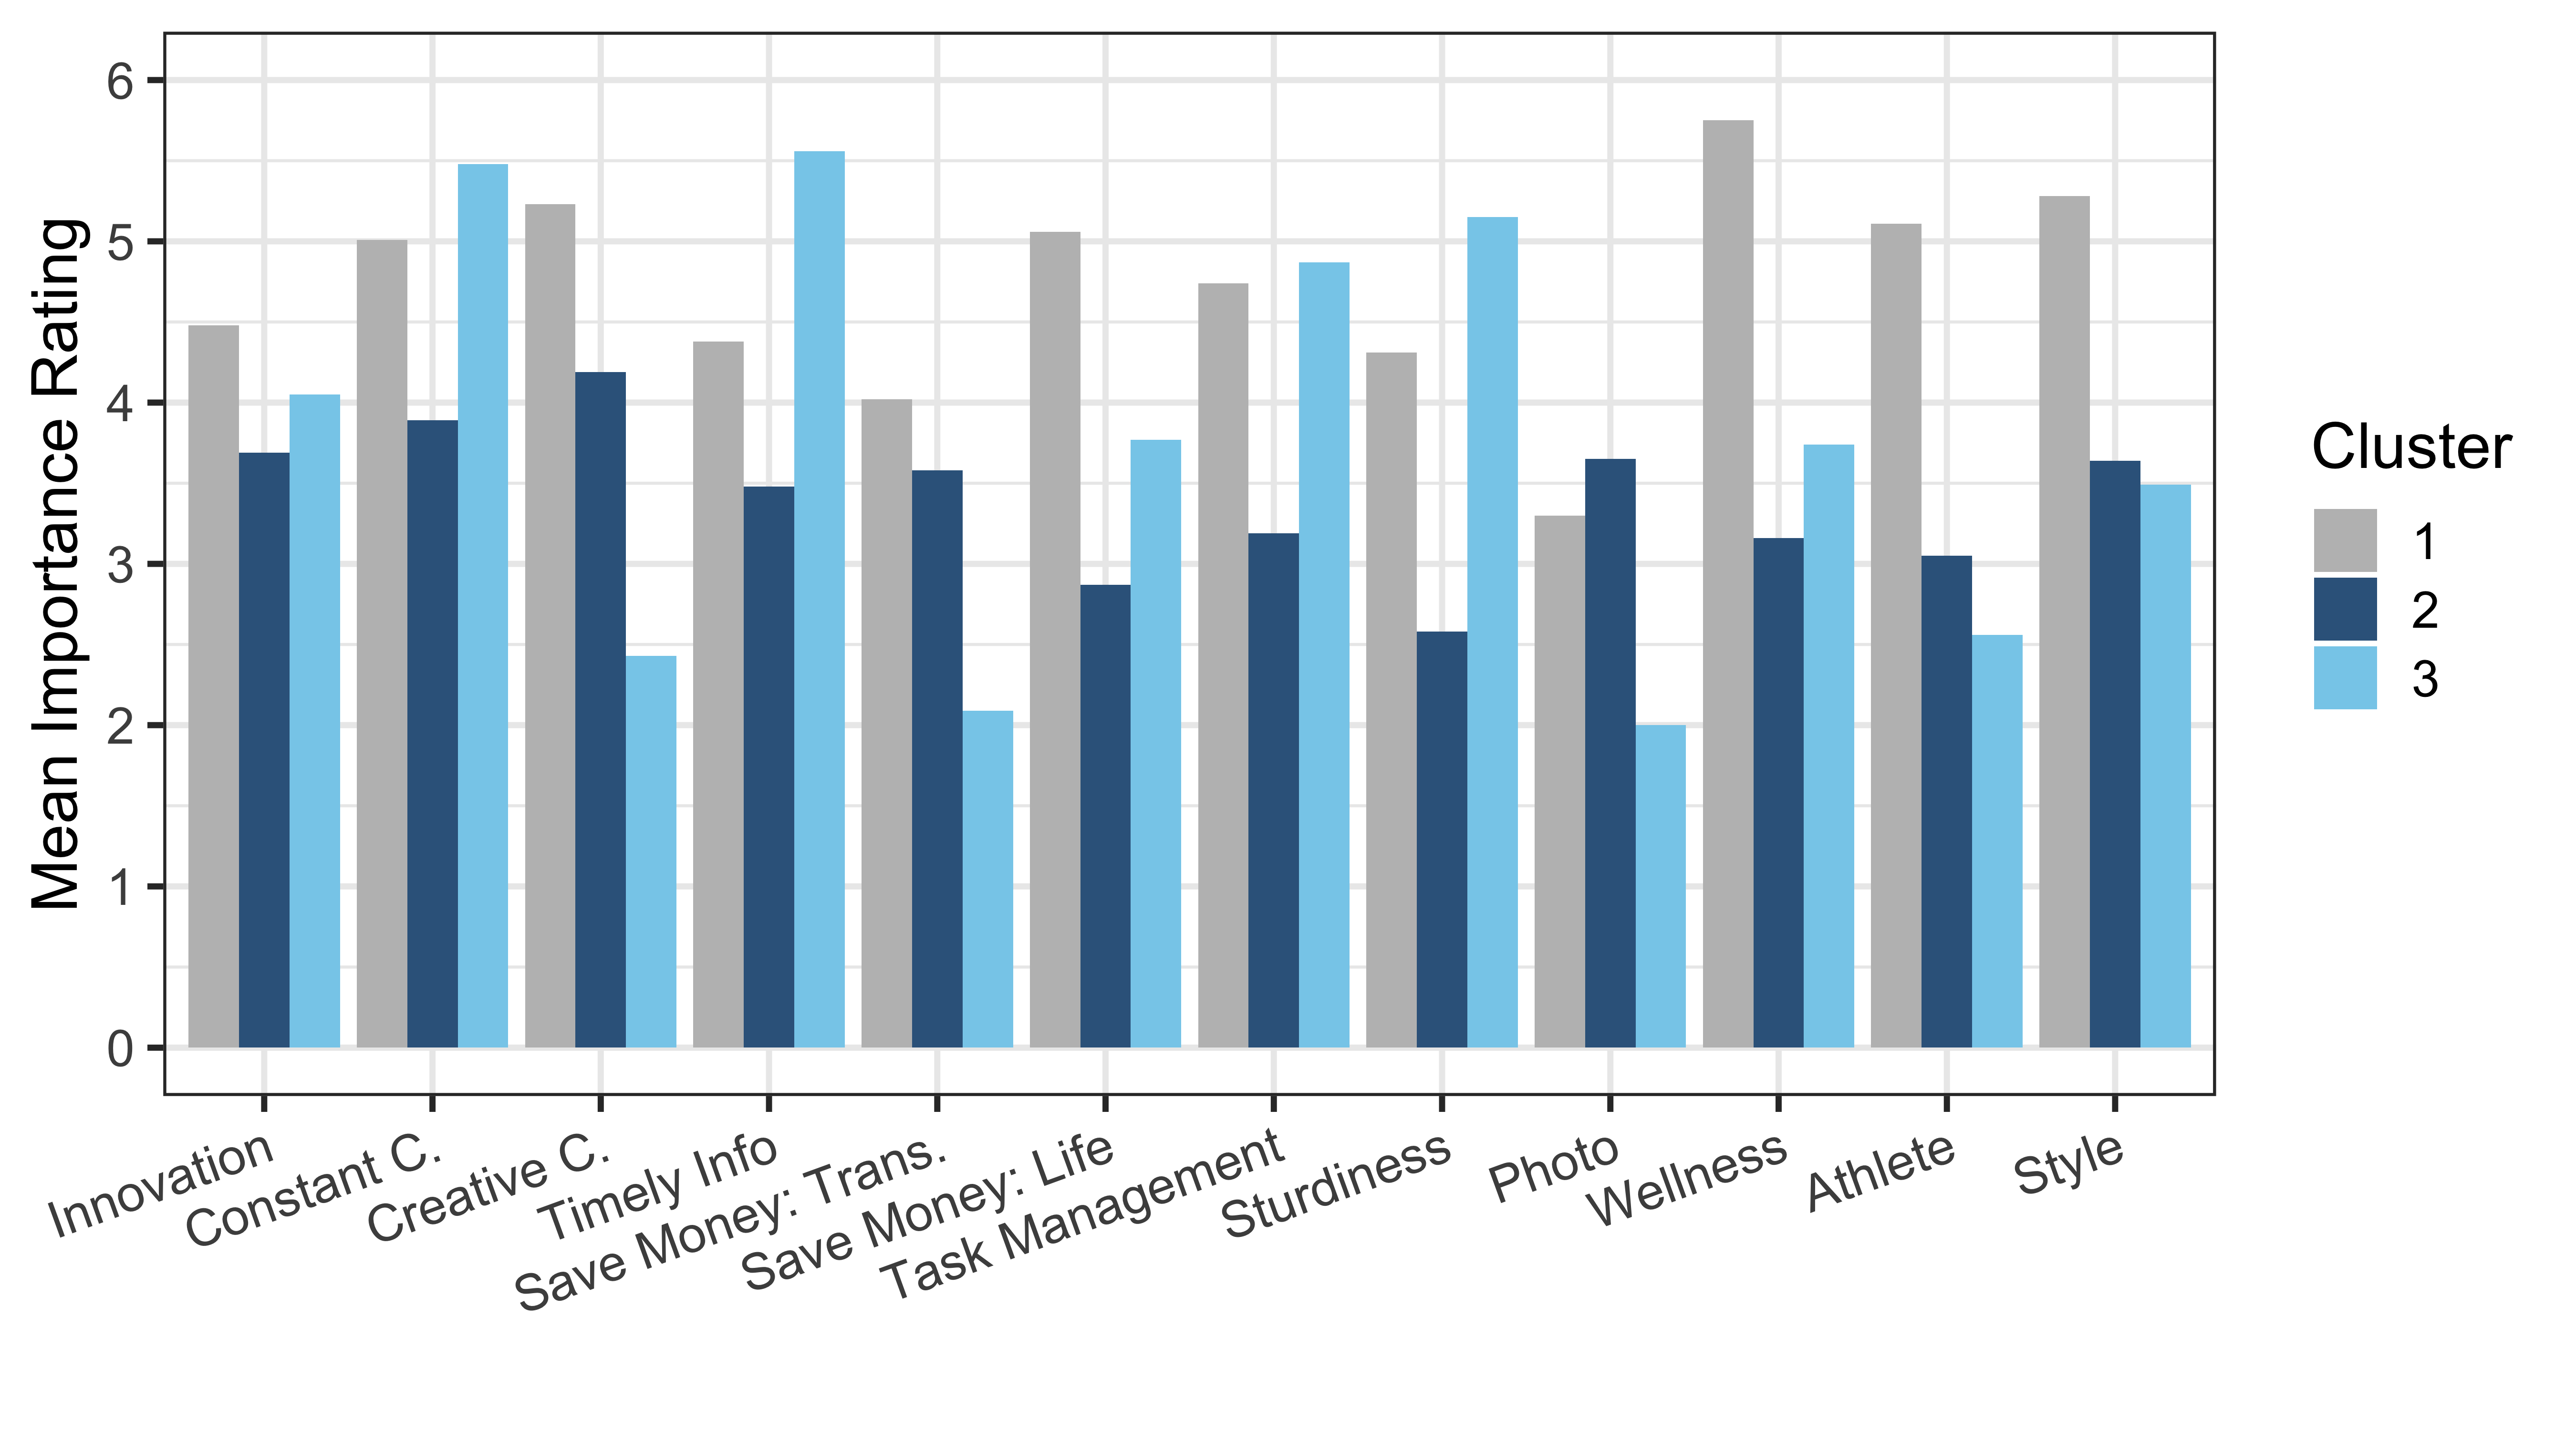 Mean Importance Rating
6
5
4
3
2
1
0
Innovation
Constant C.
Creative C.
Timely Info
Save Money: Trans.
Save Money: Life
Task Management
Sturdiness
Photo
Wellness
Athlete
Style
Cluster
1
2
3